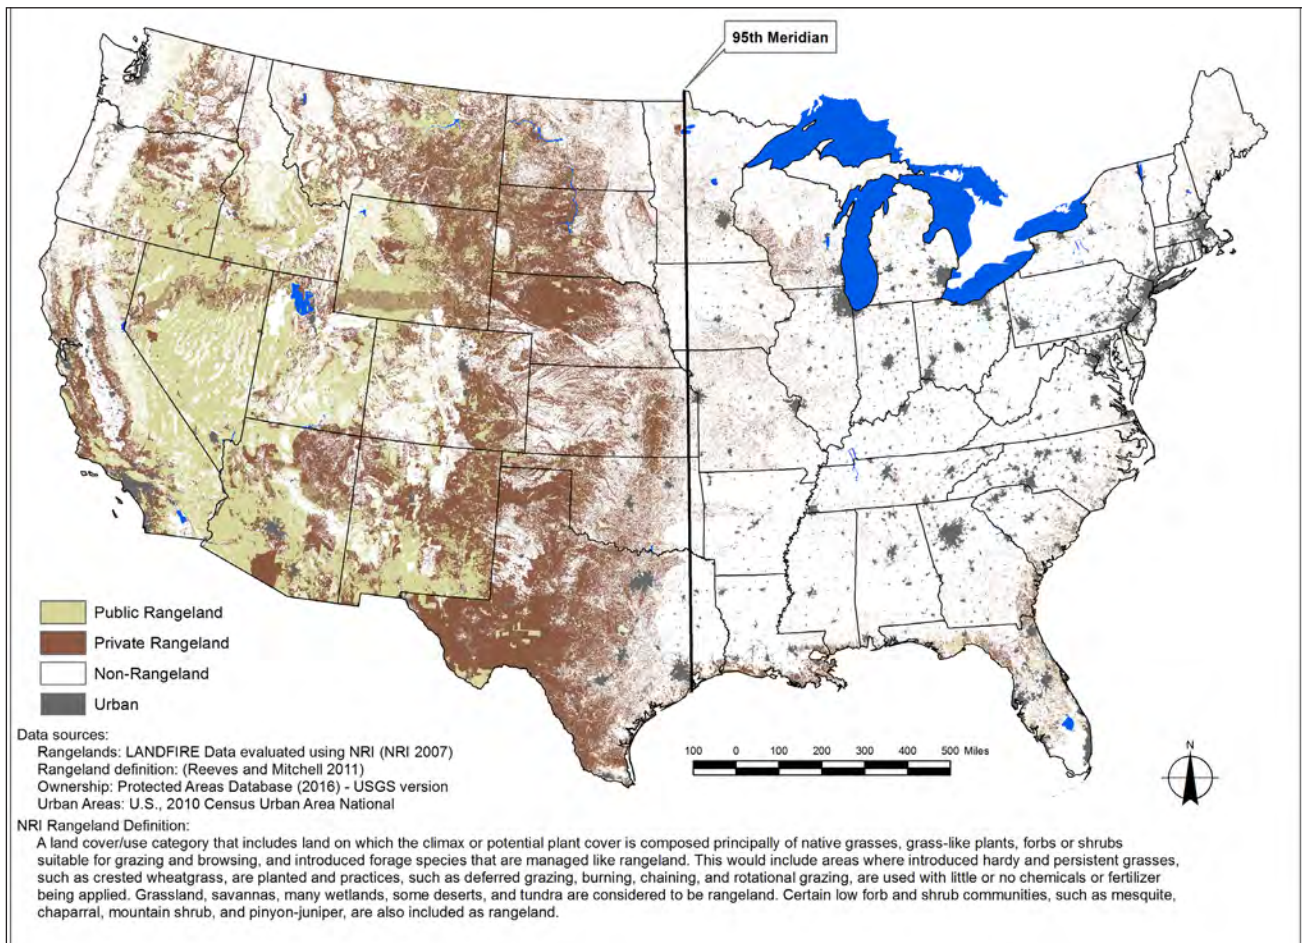 95th Meridian
Public Rangeland
Private Rangeland
Non-Rangeland
Urban
Data sources:
Rangelands: LANDFIRE Data evaluated using NRI (NRI 2007)
Rangeland definition: (Reeves and Mitchell 2011)
Ownership: Protected Areas Database (2016) - USGS version
Urban Areas: U.S., 2010 Census Urban Area National
100 0 100 200 300 400 500 Miles
N
NRI Rangeland Definition:
A land cover/use category that includes land on which the climax or potential plant cover is composed principally of native grasses, grass-like plants, forbs or shrubs
suitable for grazing and browsing, and introduced forage species that are managed like rangeland. This would include areas where introduced hardy and persistent grasses,
such as crested wheatgrass, are planted and practices, such as deferred grazing, burning, chaining, and rotational grazing, are used with little or no chemicals or fertilizer
being applied. Grassland, savannas, many wetlands, some deserts, and tundra are considered to be rangeland. Certain low forb and shrub communities, such as mesquite,
chaparral, mountain shrub, and pinyon-juniper, are also included as rangeland.